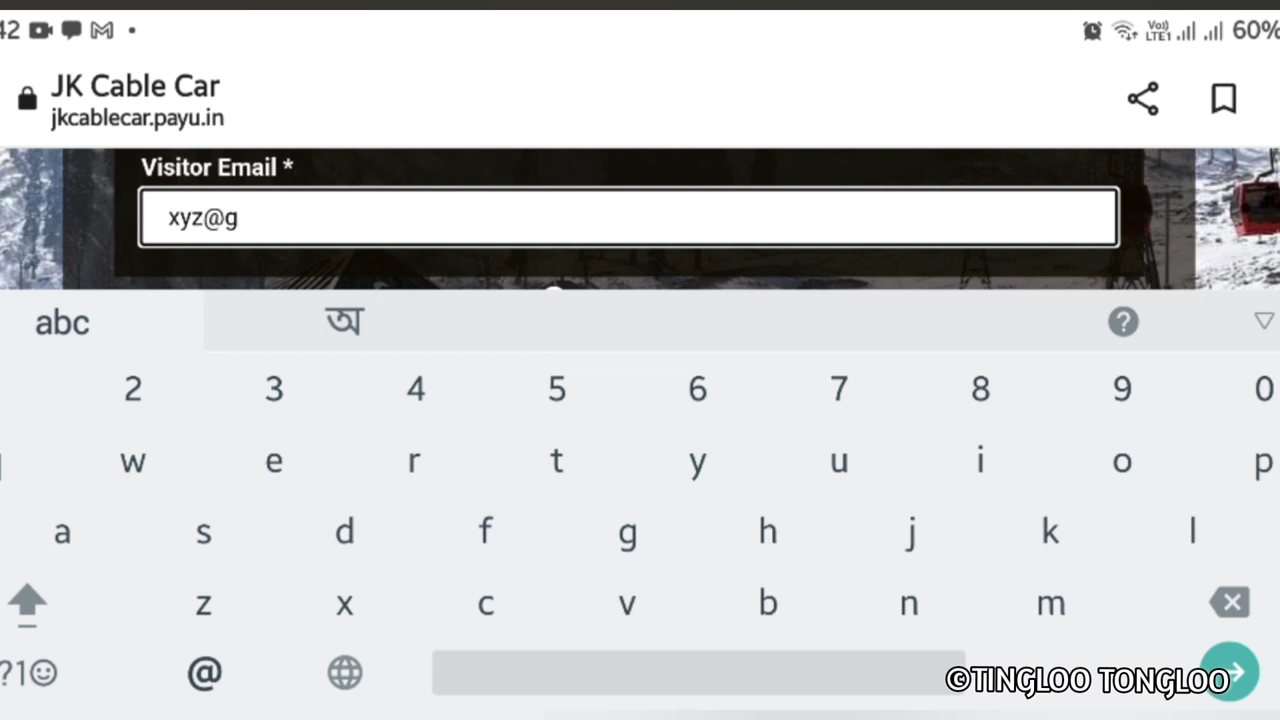 42
Vo)
LTE1
60%
JK Cable Car
jkcablecar.payu.in
Visitor Email *
xyz@g
abc অ ?
2 3 4 5 6 7 8 9 0
w e r t y u i o p
a s d f g h j k l
z x c v b n m
?1 @
©TINGLOO TONGLOO